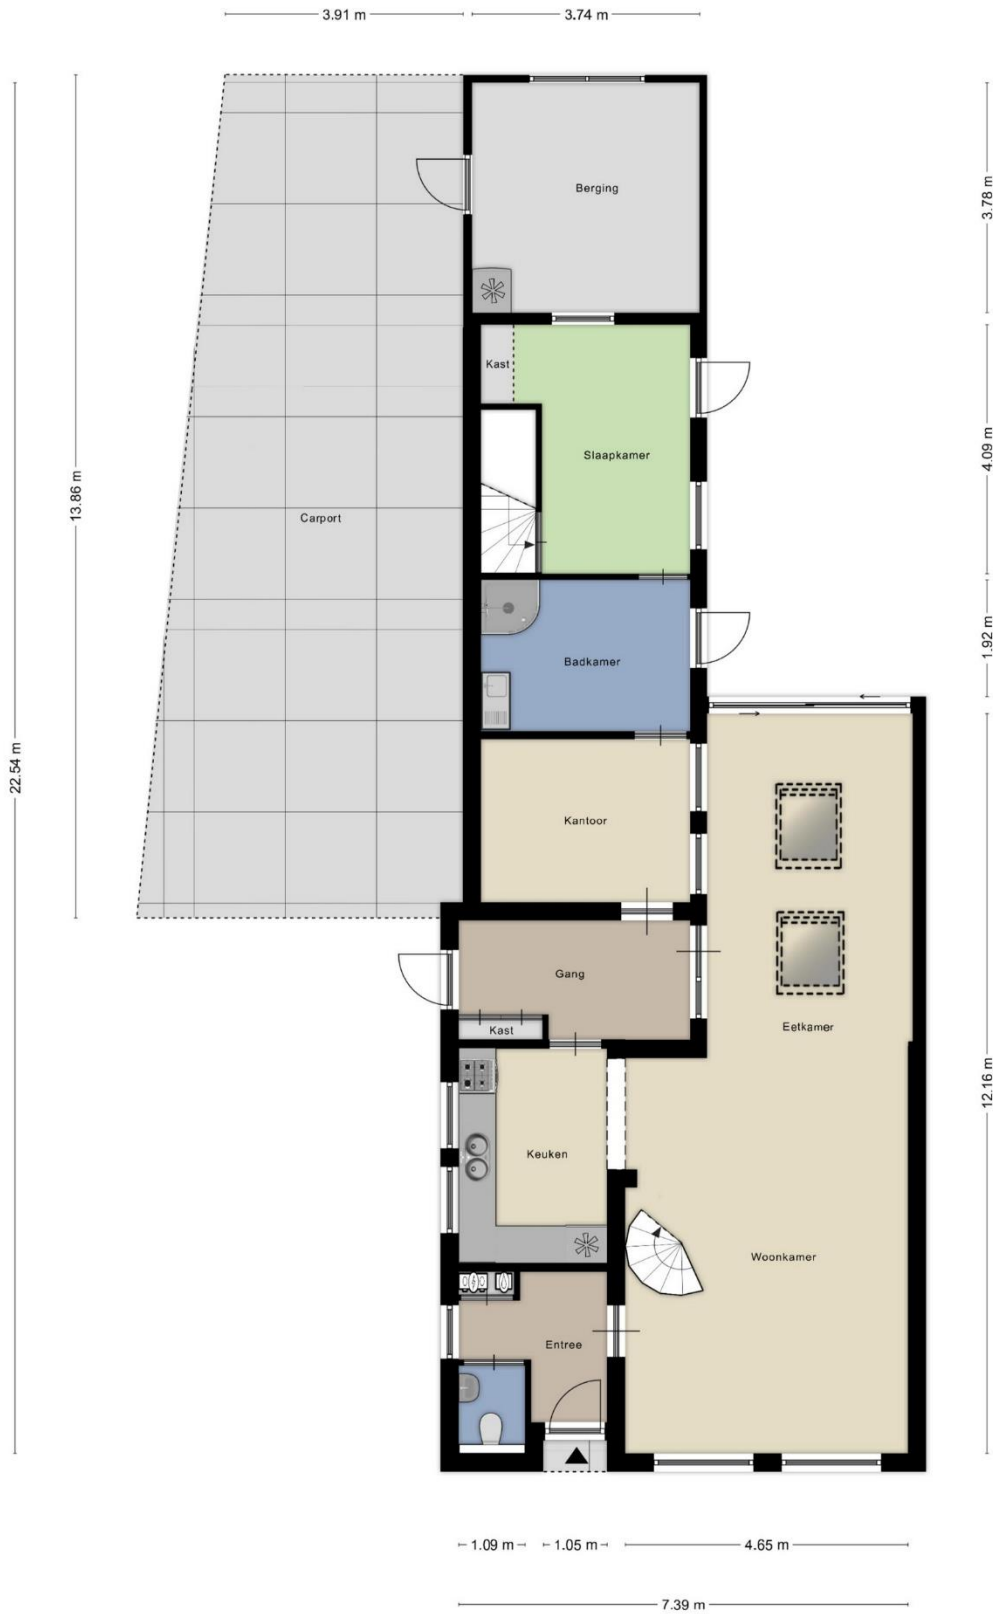 3.91 m
3.74 m
Berging
3.78 m
Kast
Slaapkamer
4.09 m
13.86 m
Carport
1.92 m
Badkamer
22.54 m
Kantoor
Gang
Kast
Eetkamer
12.16 m
Keuken
Woonkamer
Entree
1.09 m
1.05 m
4.65 m
7.39 m